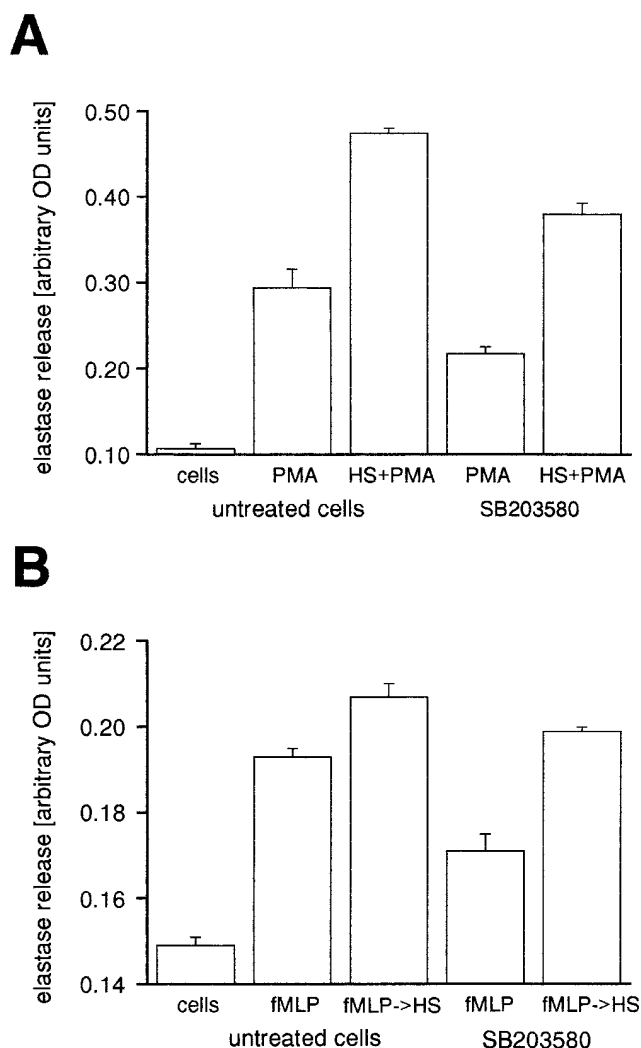 A
elastase release [arbitrary OD units]
0.50
0.40
0.30
0.20
0.10
cells PMA HS+PMA PMA HS+PMA
untreated cells SB203580
B
elastase release [arbitrary OD units]
0.22
0.20
0.18
0.16
0.14
cells fMLP fMLP->HS fMLP fMLP->HS
untreated cells SB203580